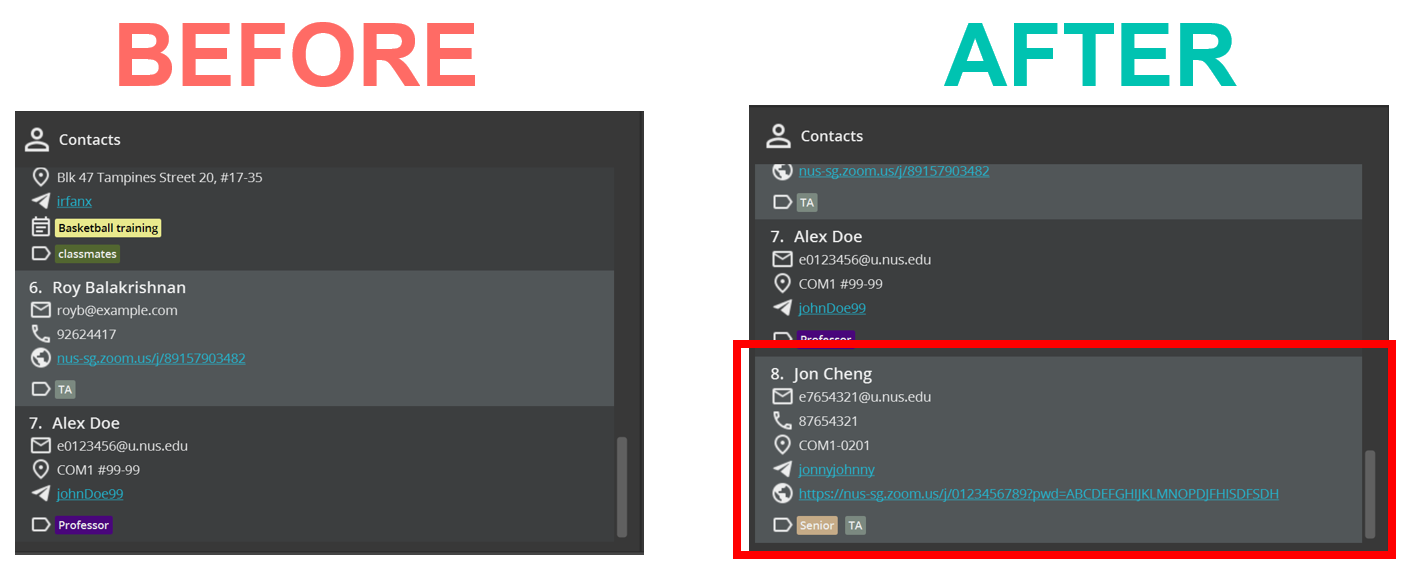 BEFORE
AFTER
Contacts
Blk 47 Tampines Street 20, #17-35
irfanx
Basketball training
classmates
6. Roy Balakrishnan
royb@example.com
92624417
nus-sg.zoom.us/j/89157903482
TA
7. Alex Doe
e0123456@u.nus.edu
COM1 #99-99
johnDoe99
Professor
Contacts
nus-sg.zoom.us/j/89157903482
TA
7. Alex Doe
e0123456@u.nus.edu
COM1 #99-99
johnDoe99
Professor
8. Jon Cheng
e7654321@u.nus.edu
87654321
COM1-0201
jonnyjohnny
https://nus-sg.zoom.us/j/0123456789?pwd=ABCDEFGHIJKLMNOPDJFHISDFSDH
Senior TA